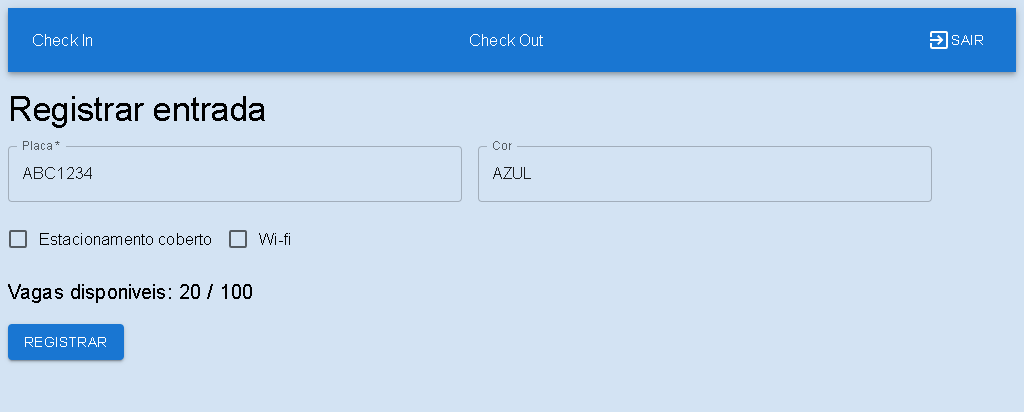 Check In Check Out SAIR
Registrar entrada
Placa * Cor
ABC1234 AZUL
Estacionamento coberto Wi-fi
Vagas disponiveis: 20 / 100
REGISTRAR